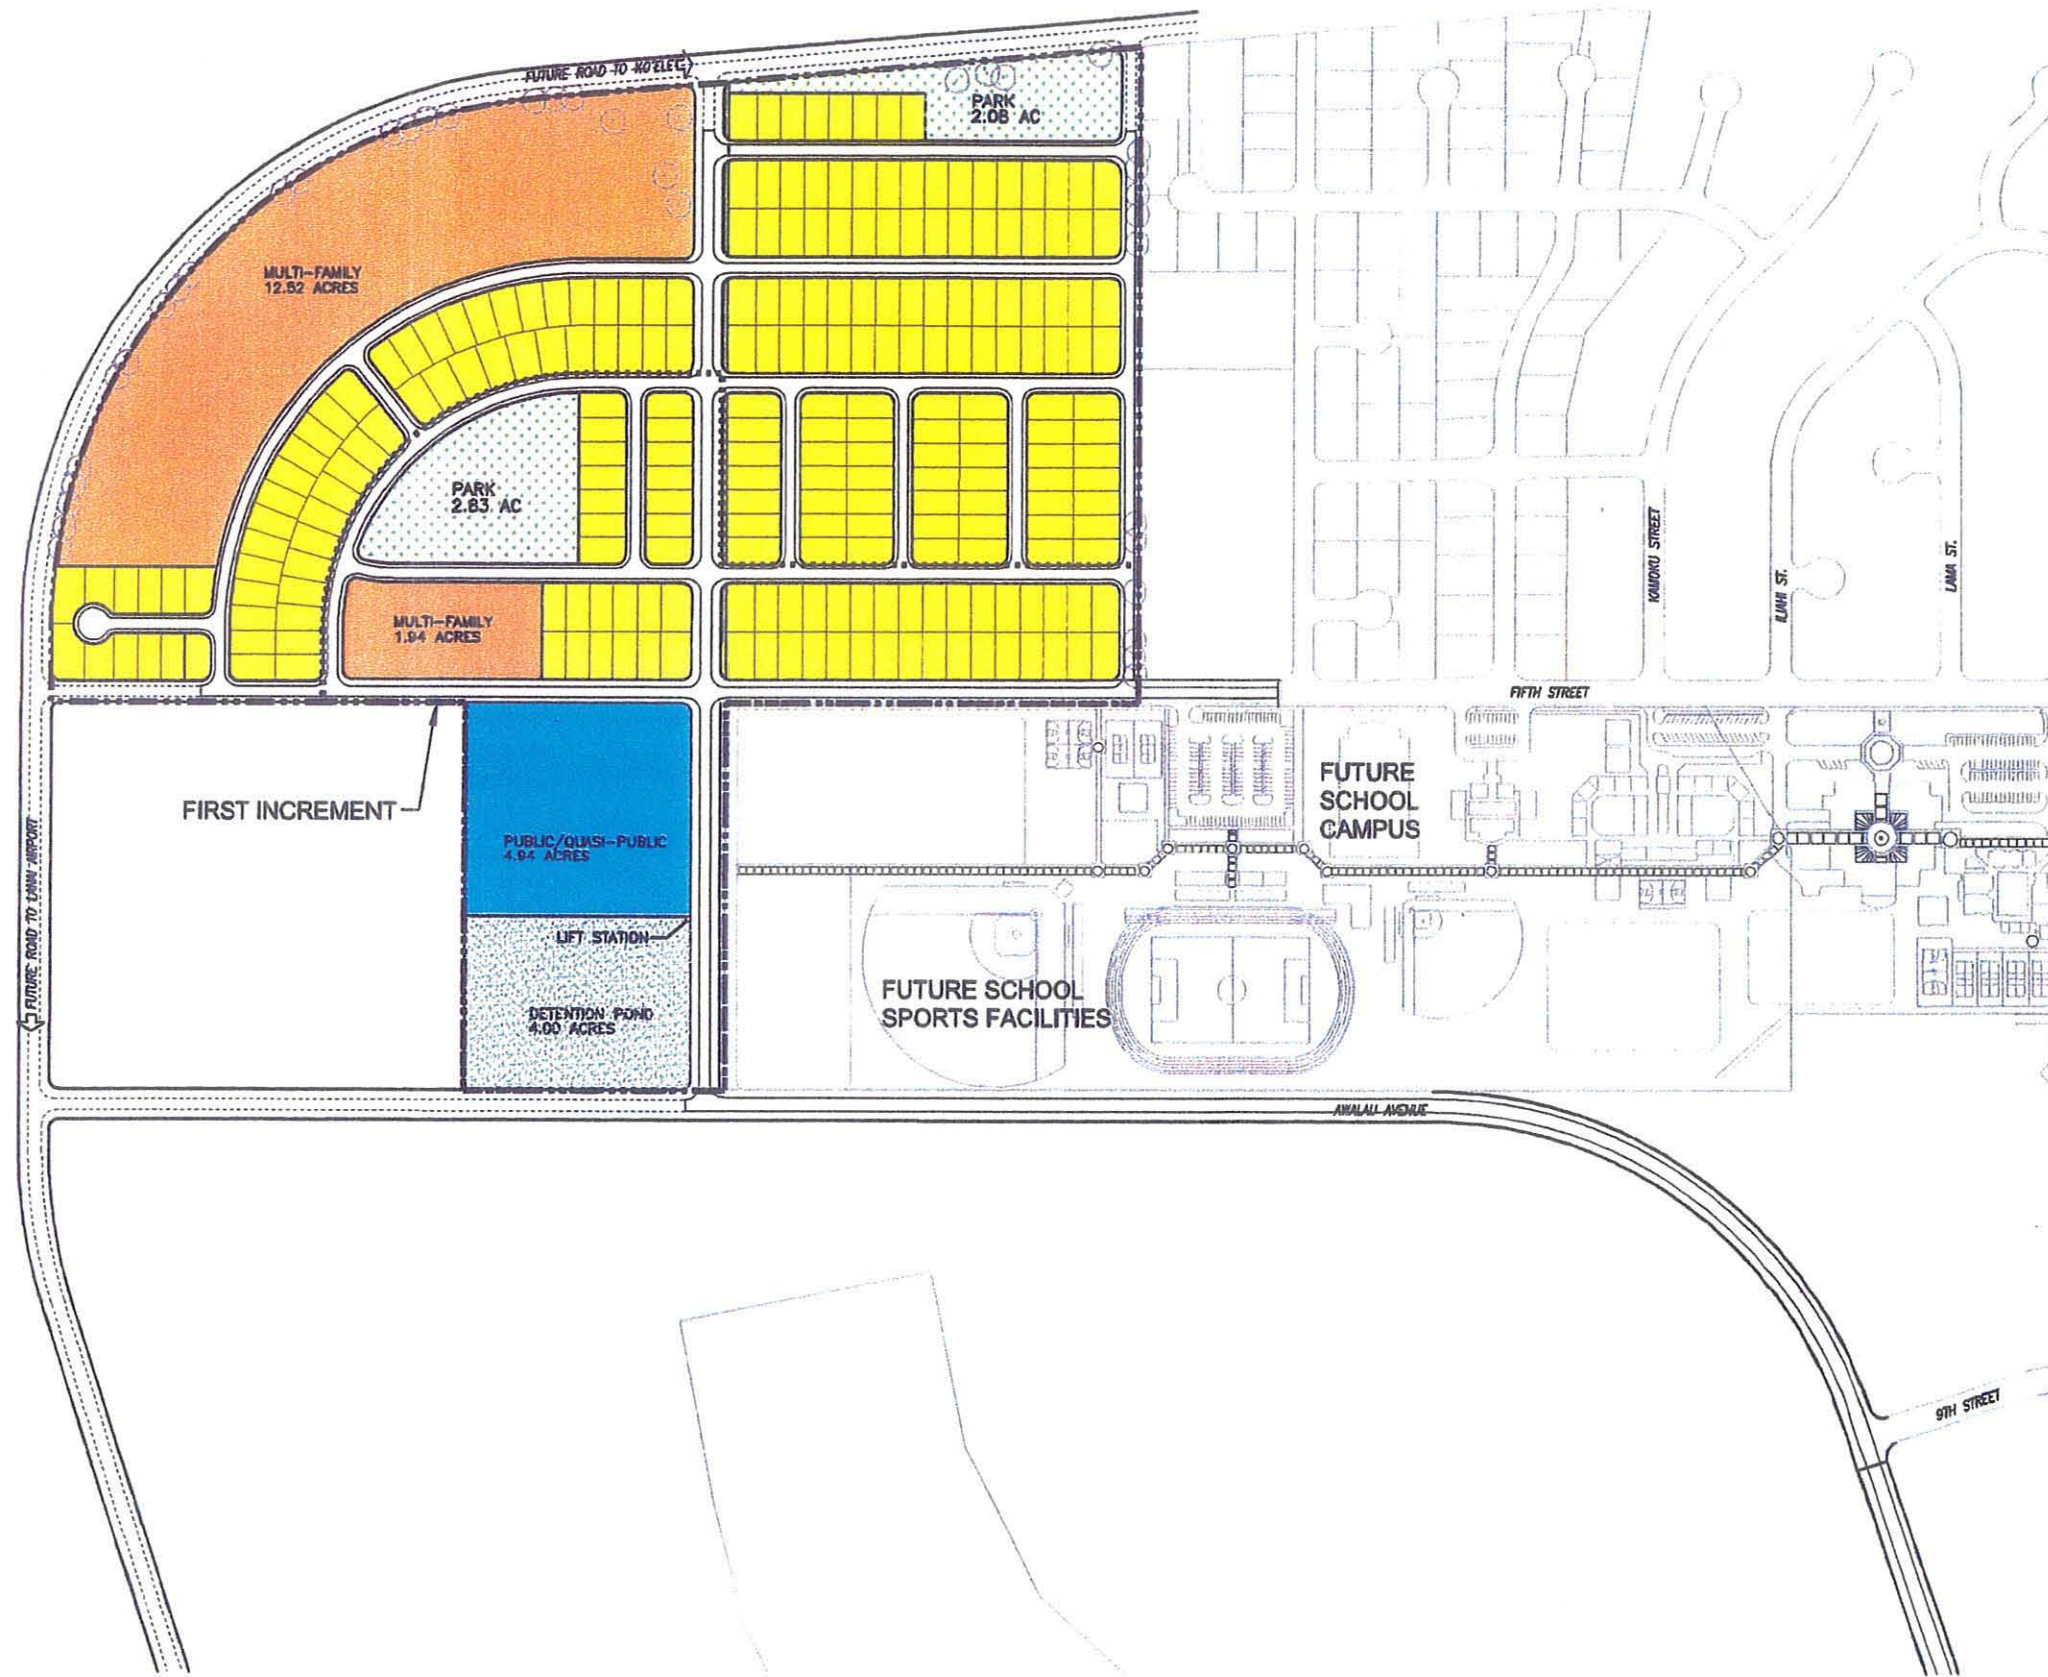 FUTURE ROAD TO KO'ELE
PARK
2.08 AC
MULTI-FAMILY
12.52 ACRES
PARK
2.63 AC
MULTI-FAMILY
1.94 ACRES
KAMOKU STREET
ILIAHI ST.
LAMA ST.
FIFTH STREET
FIRST INCREMENT
FUTURE
SCHOOL
CAMPUS
PUBLIC/QUASI-PUBLIC
4.94 ACRES
LIFT STATION
FUTURE ROAD TO LANAI AIRPORT
DETENTION POND
4.00 ACRES
FUTURE SCHOOL
SPORTS FACILITIES
AWALAU AVENUE
9TH STREET